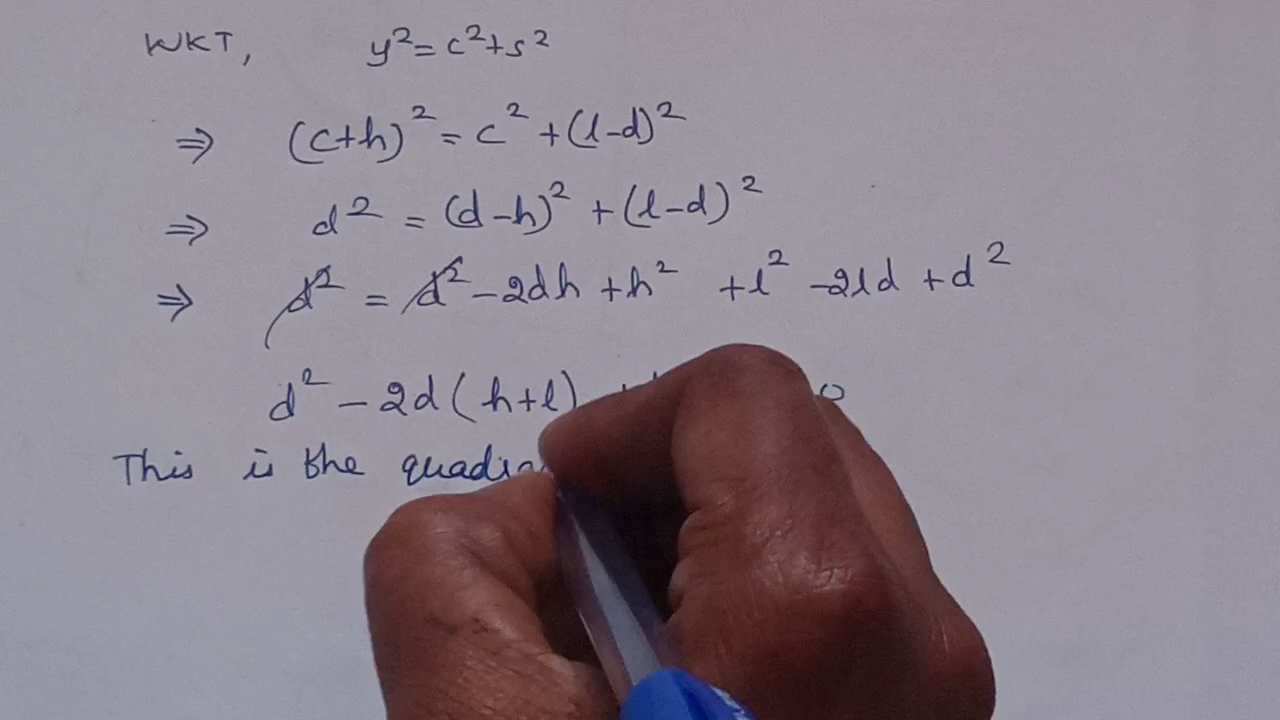 WKT, y² = c² + s²
⇒ (c+h)² = c² + (l-d)²
⇒ d² = (d-h)² + (l-d)²
⇒ d² = d² - 2dh + h² + l² - 2ld + d²
d² - 2d(h+l) + 0
This is the